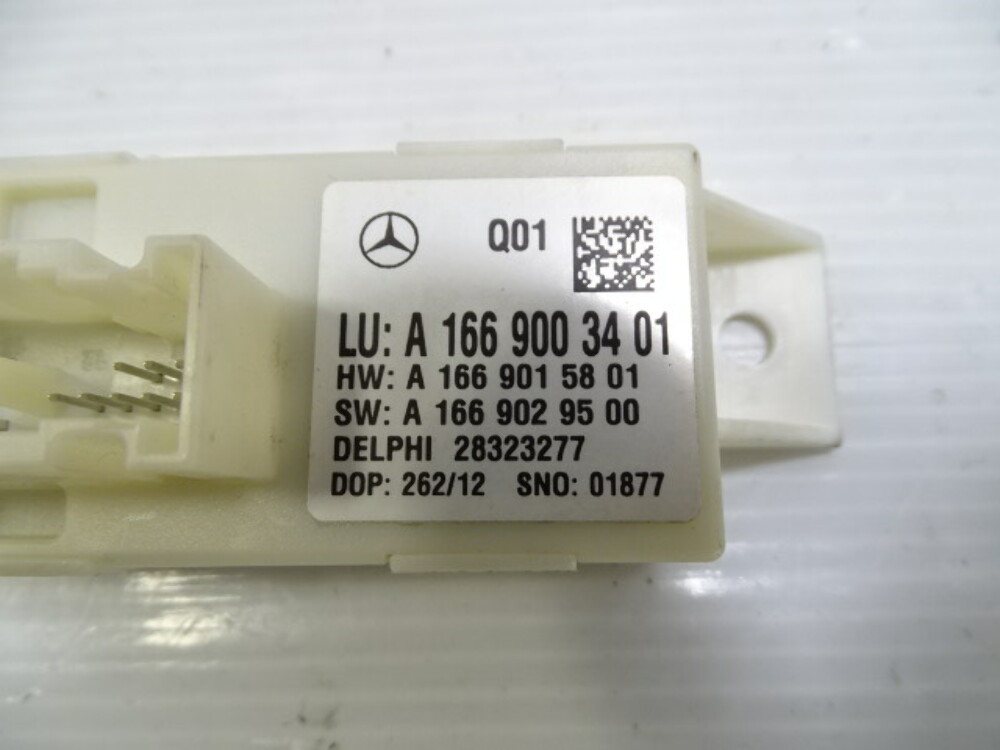 Q01
LU: A 166 900 34 01
HW: A 166 901 58 01
SW: A 166 902 95 00
DELPHI 28323277
DOP: 262/12 SNO: 01877